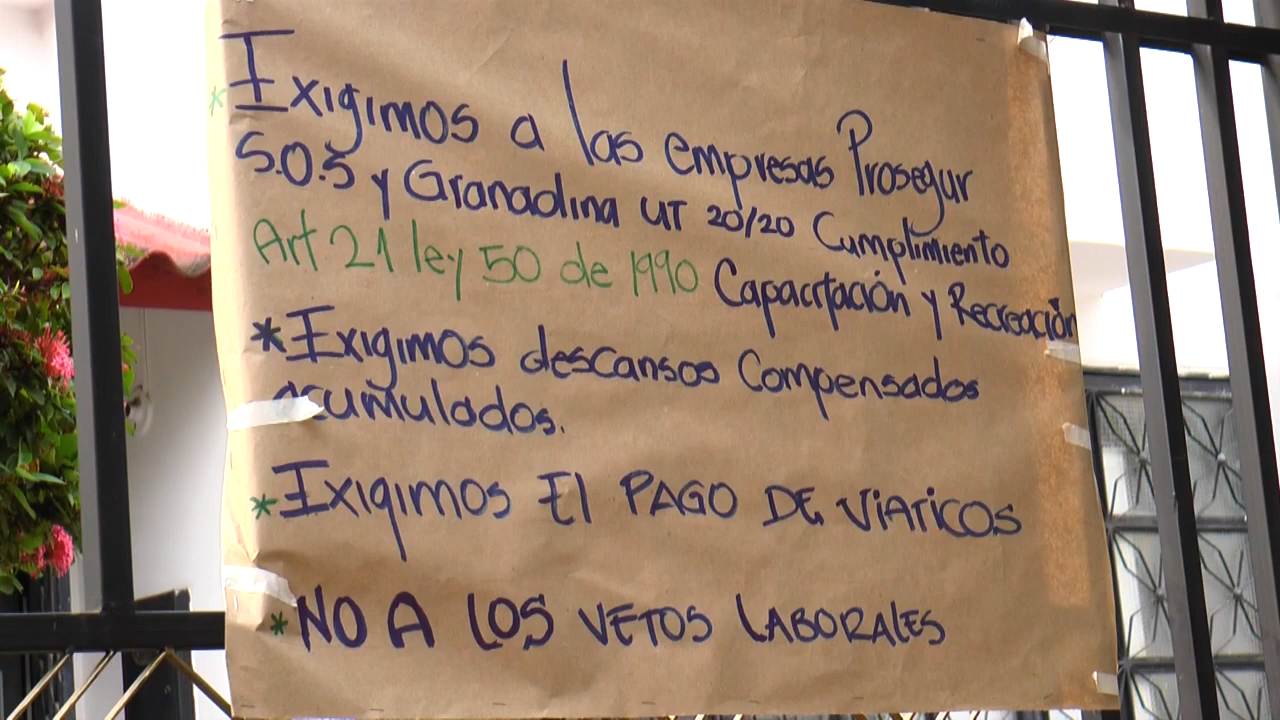 * Exigimos a las empresas Prosegur
S.O.S y Granadina UT 20/20 Cumplimiento
Art 21 ley 50 de 1990 Capacitación y Recreación
* Exigimos descansos Compensados
acumulados.
* Exigimos El PAGO DE ViATiCOS
* NO A LOS VETOS LABORALES